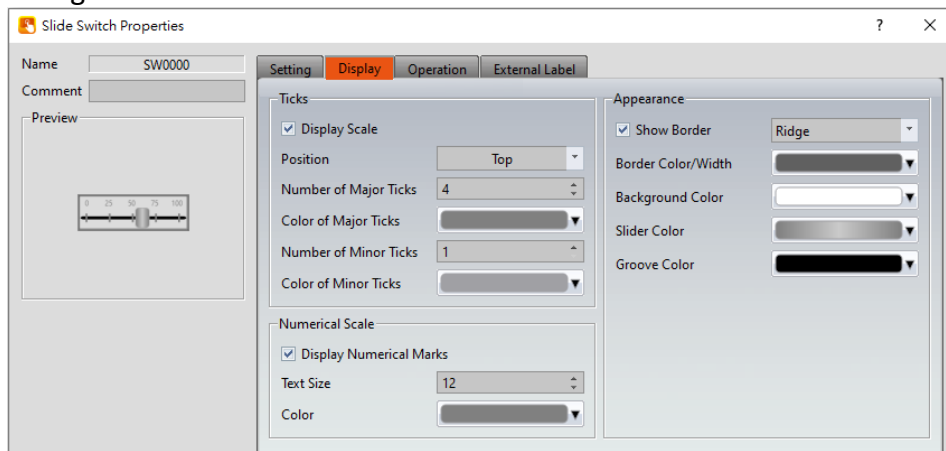 Slide Switch Properties ? ×
Name SW0000
Comment
Preview
0 25 50 75 100
Setting Display Operation External Label
Ticks
Display Scale
Position Top
Number of Major Ticks 4
Color of Major Ticks
Number of Minor Ticks 1
Color of Minor Ticks
Numerical Scale
Display Numerical Marks
Text Size 12
Color
Appearance
Show Border Ridge
Border Color/Width
Background Color
Slider Color
Groove Color